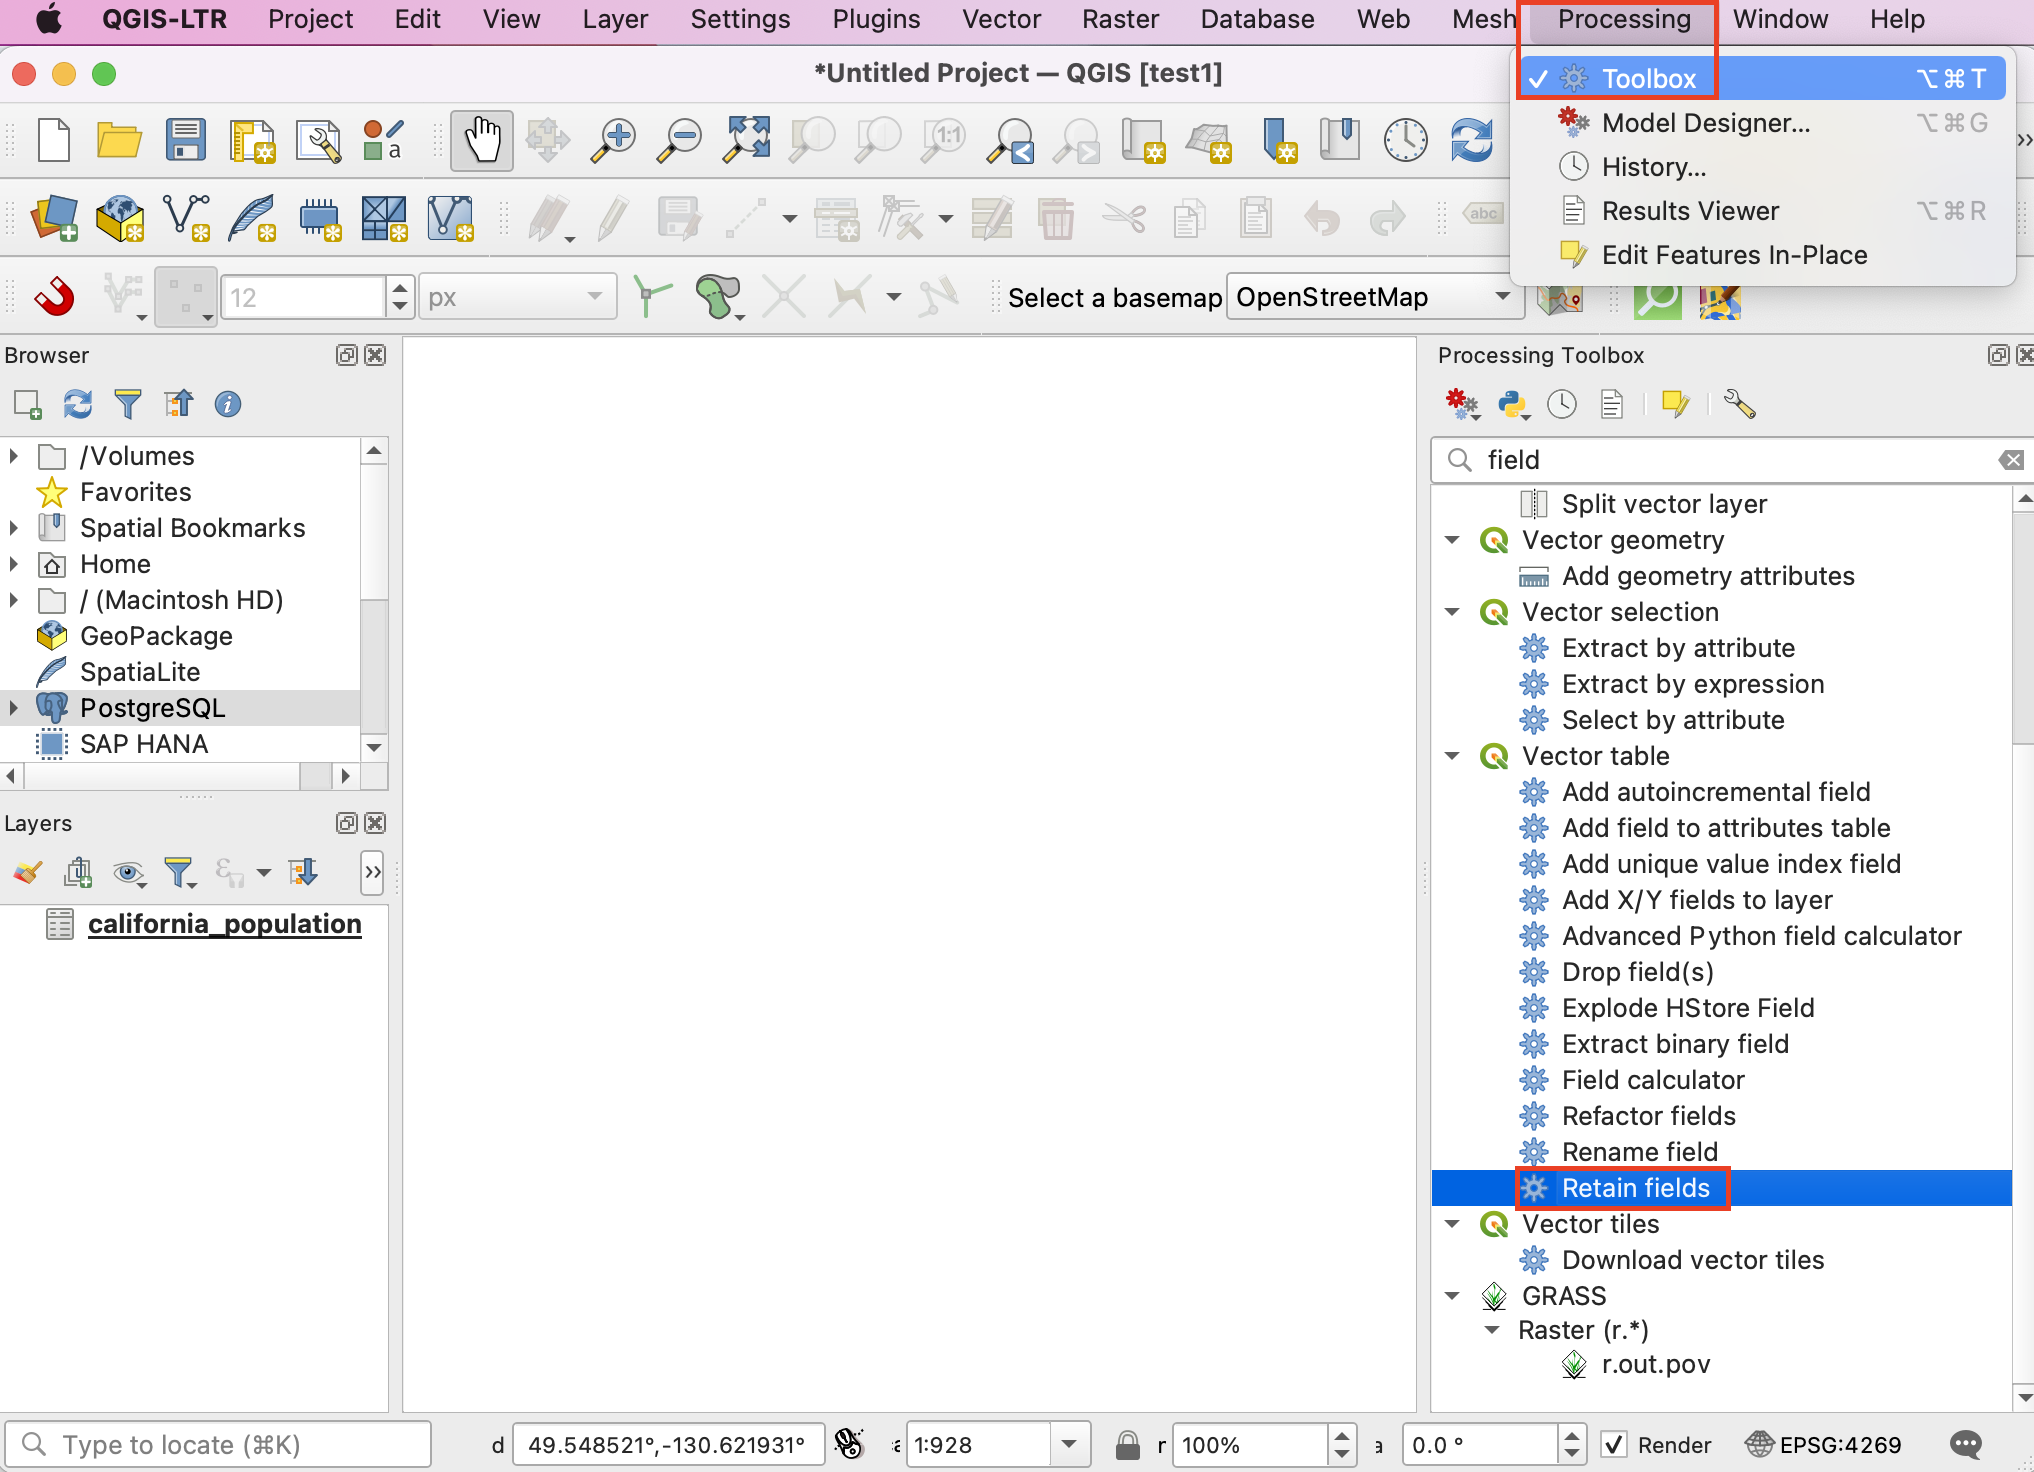 QGIS-LTR Project Edit View Layer Settings Plugins Vector Raster Database Web Mesh Processing Window Help
*Untitled Project — QGIS [test1]
Toolbox ⌥⌘T
Model Designer... ⌥⌘G
History...
Results Viewer ⌥⌘R
Edit Features In-Place
a
1:1
abc
12 px Select a basemap OpenStreetMap
Browser
/Volumes
Favorites
Spatial Bookmarks
Home
/ (Macintosh HD)
GeoPackage
SpatiaLite
PostgreSQL
SAP HANA
Layers
california_population
Processing Toolbox
field
Split vector layer
Vector geometry
Add geometry attributes
Vector selection
Extract by attribute
Extract by expression
Select by attribute
Vector table
Add autoincremental field
Add field to attributes table
Add unique value index field
Add X/Y fields to layer
Advanced Python field calculator
Drop field(s)
Explode HStore Field
Extract binary field
Field calculator
Refactor fields
Rename field
Retain fields
Vector tiles
Download vector tiles
GRASS
Raster (r.*)
r.out.pov
Type to locate (⌘K) d 49.548521°,-130.621931° a 1:928 r 100% a 0.0 ° Render EPSG:4269